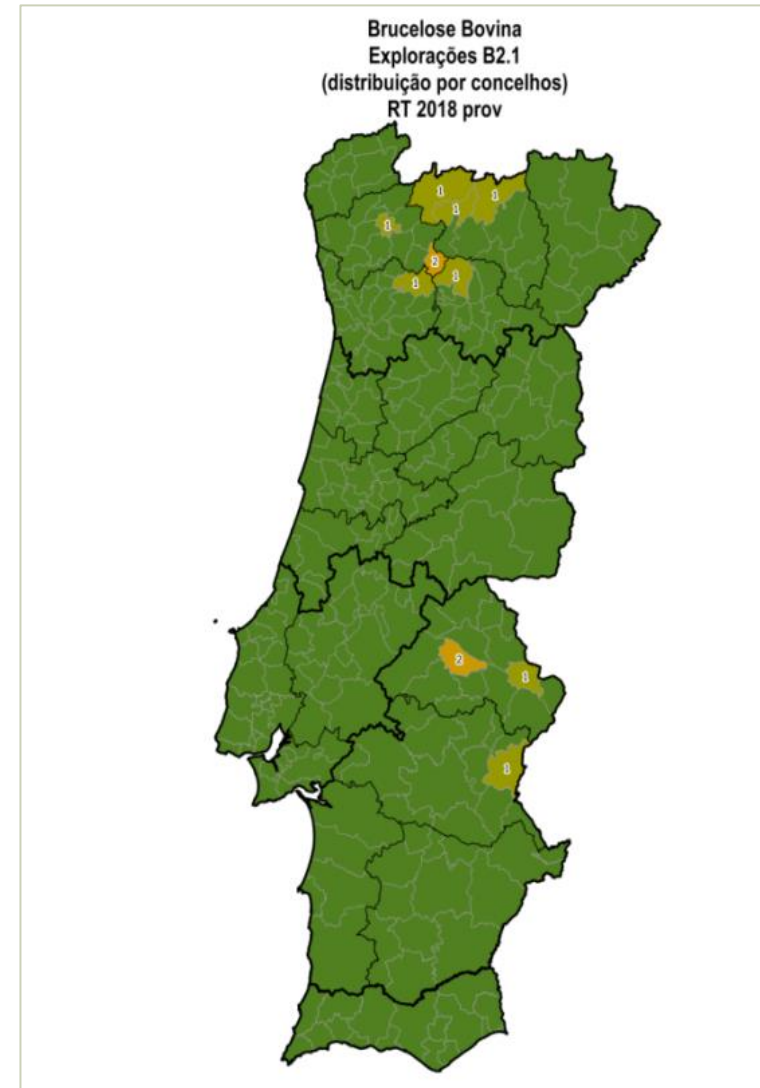 Brucelose Bovina
Explorações B2.1
(distribuição por concelhos)
RT 2018 prov
1
1
1
1
2
1
1
2
1
1